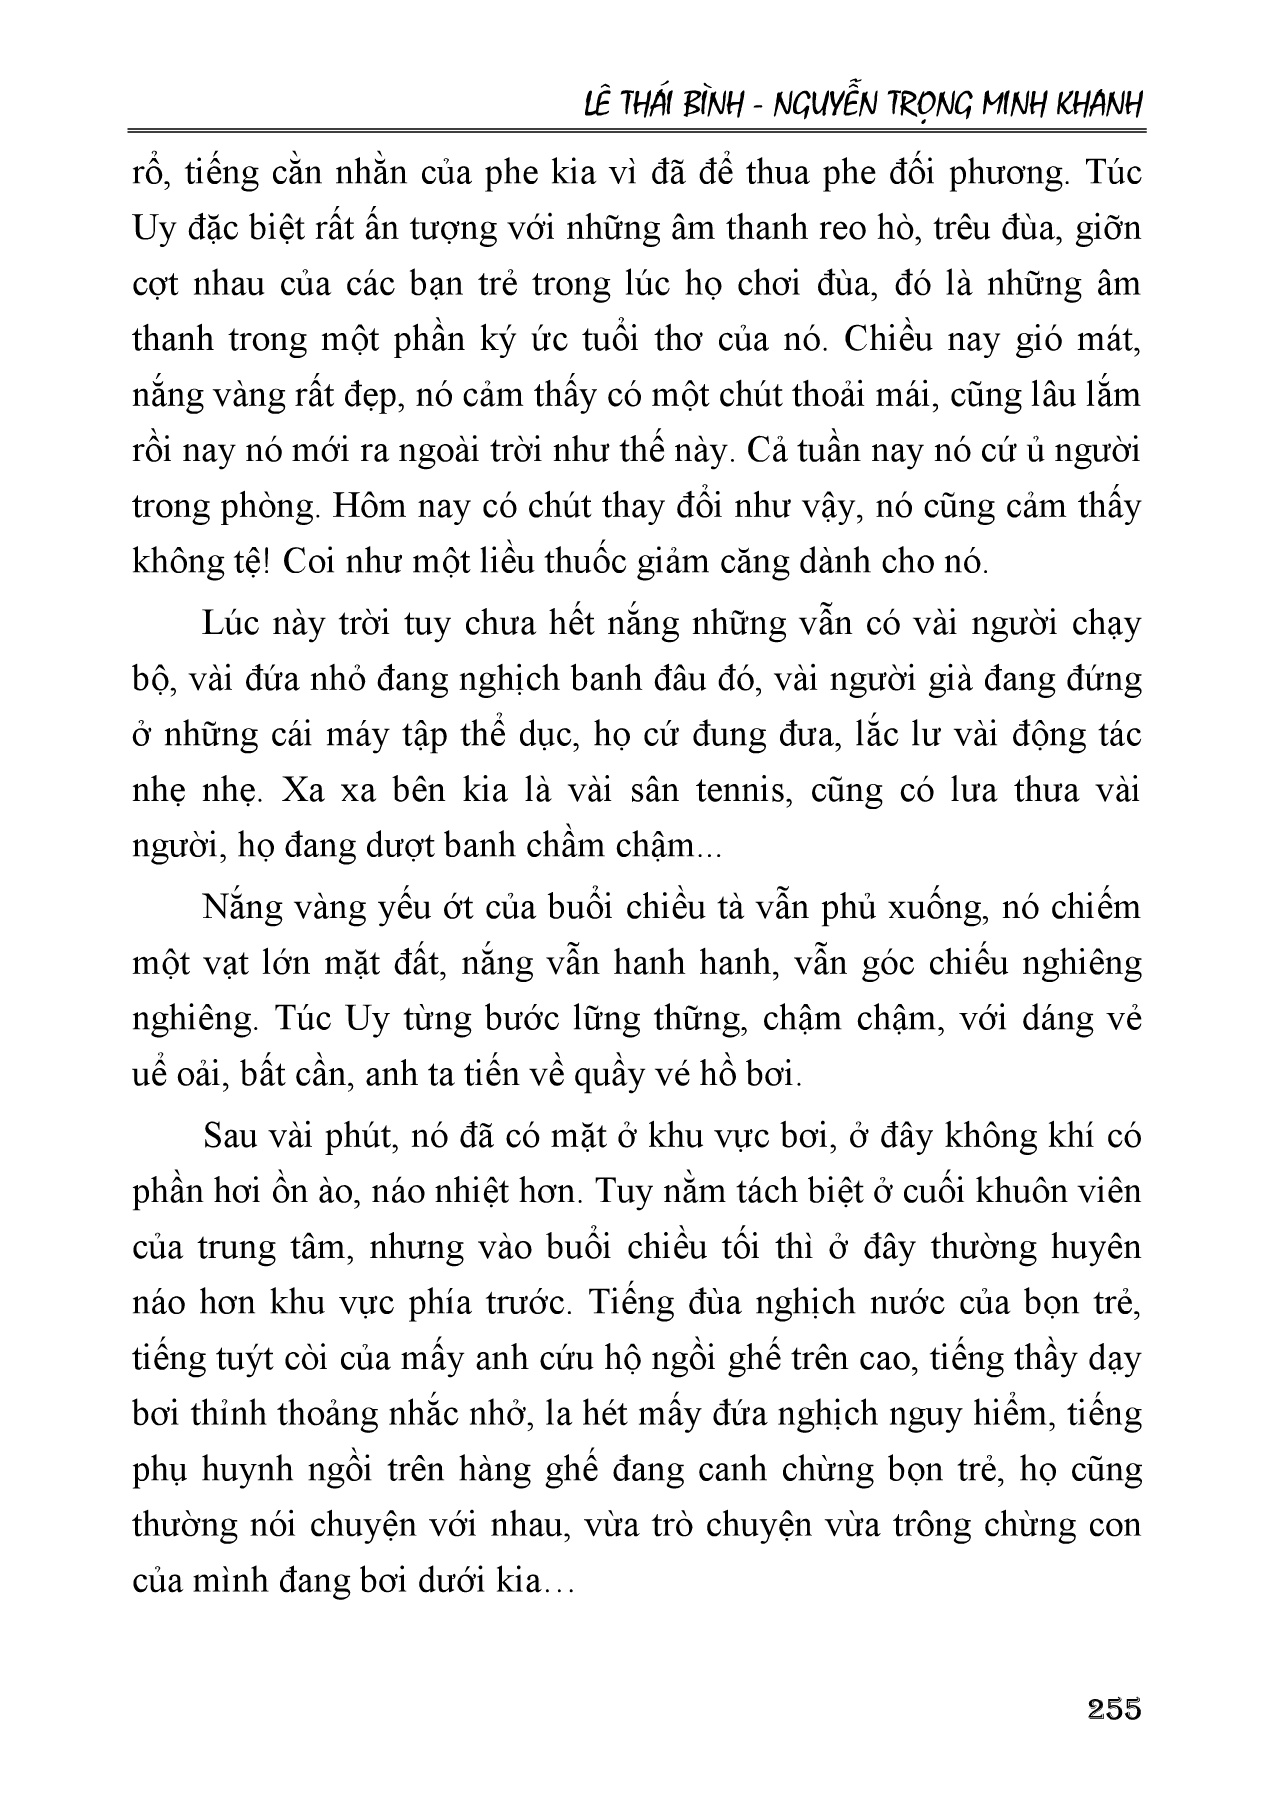 LÊ THÁI BÌNH - NGUYỄN TRỌNG MINH KHANH
rổ, tiếng cằn nhằn của phe kia vì đã để thua phe đối phương. Túc
Uy đặc biệt rất ấn tượng với những âm thanh reo hò, trêu đùa, giỡn
cợt nhau của các bạn trẻ trong lúc họ chơi đùa, đó là những âm
thanh trong một phần ký ức tuổi thơ của nó. Chiều nay gió mát,
nắng vàng rất đẹp, nó cảm thấy có một chút thoải mái, cũng lâu lắm
rồi nay nó mới ra ngoài trời như thế này. Cả tuần nay nó cứ ủ người
trong phòng. Hôm nay có chút thay đổi như vậy, nó cũng cảm thấy
không tệ! Coi như một liều thuốc giảm căng dành cho nó.
Lúc này trời tuy chưa hết nắng những vẫn có vài người chạy
bộ, vài đứa nhỏ đang nghịch banh đâu đó, vài người già đang đứng
ở những cái máy tập thể dục, họ cứ đung đưa, lắc lư vài động tác
nhẹ nhẹ. Xa xa bên kia là vài sân tennis, cũng có lưa thưa vài
người, họ đang dượt banh chầm chậm...
Nắng vàng yếu ớt của buổi chiều tà vẫn phủ xuống, nó chiếm
một vạt lớn mặt đất, nắng vẫn hanh hanh, vẫn góc chiếu nghiêng
nghiêng. Túc Uy từng bước lững thững, chậm chậm, với dáng vẻ
uể oải, bất cần, anh ta tiến về quầy vé hồ bơi.
Sau vài phút, nó đã có mặt ở khu vực bơi, ở đây không khí có
phần hơi ồn ào, náo nhiệt hơn. Tuy nằm tách biệt ở cuối khuôn viên
của trung tâm, nhưng vào buổi chiều tối thì ở đây thường huyên
náo hơn khu vực phía trước. Tiếng đùa nghịch nước của bọn trẻ,
tiếng tuýt còi của mấy anh cứu hộ ngồi ghế trên cao, tiếng thầy dạy
bơi thỉnh thoảng nhắc nhở, la hét mấy đứa nghịch nguy hiểm, tiếng
phụ huynh ngồi trên hàng ghế đang canh chừng bọn trẻ, họ cũng
thường nói chuyện với nhau, vừa trò chuyện vừa trông chừng con
của mình đang bơi dưới kia…
255